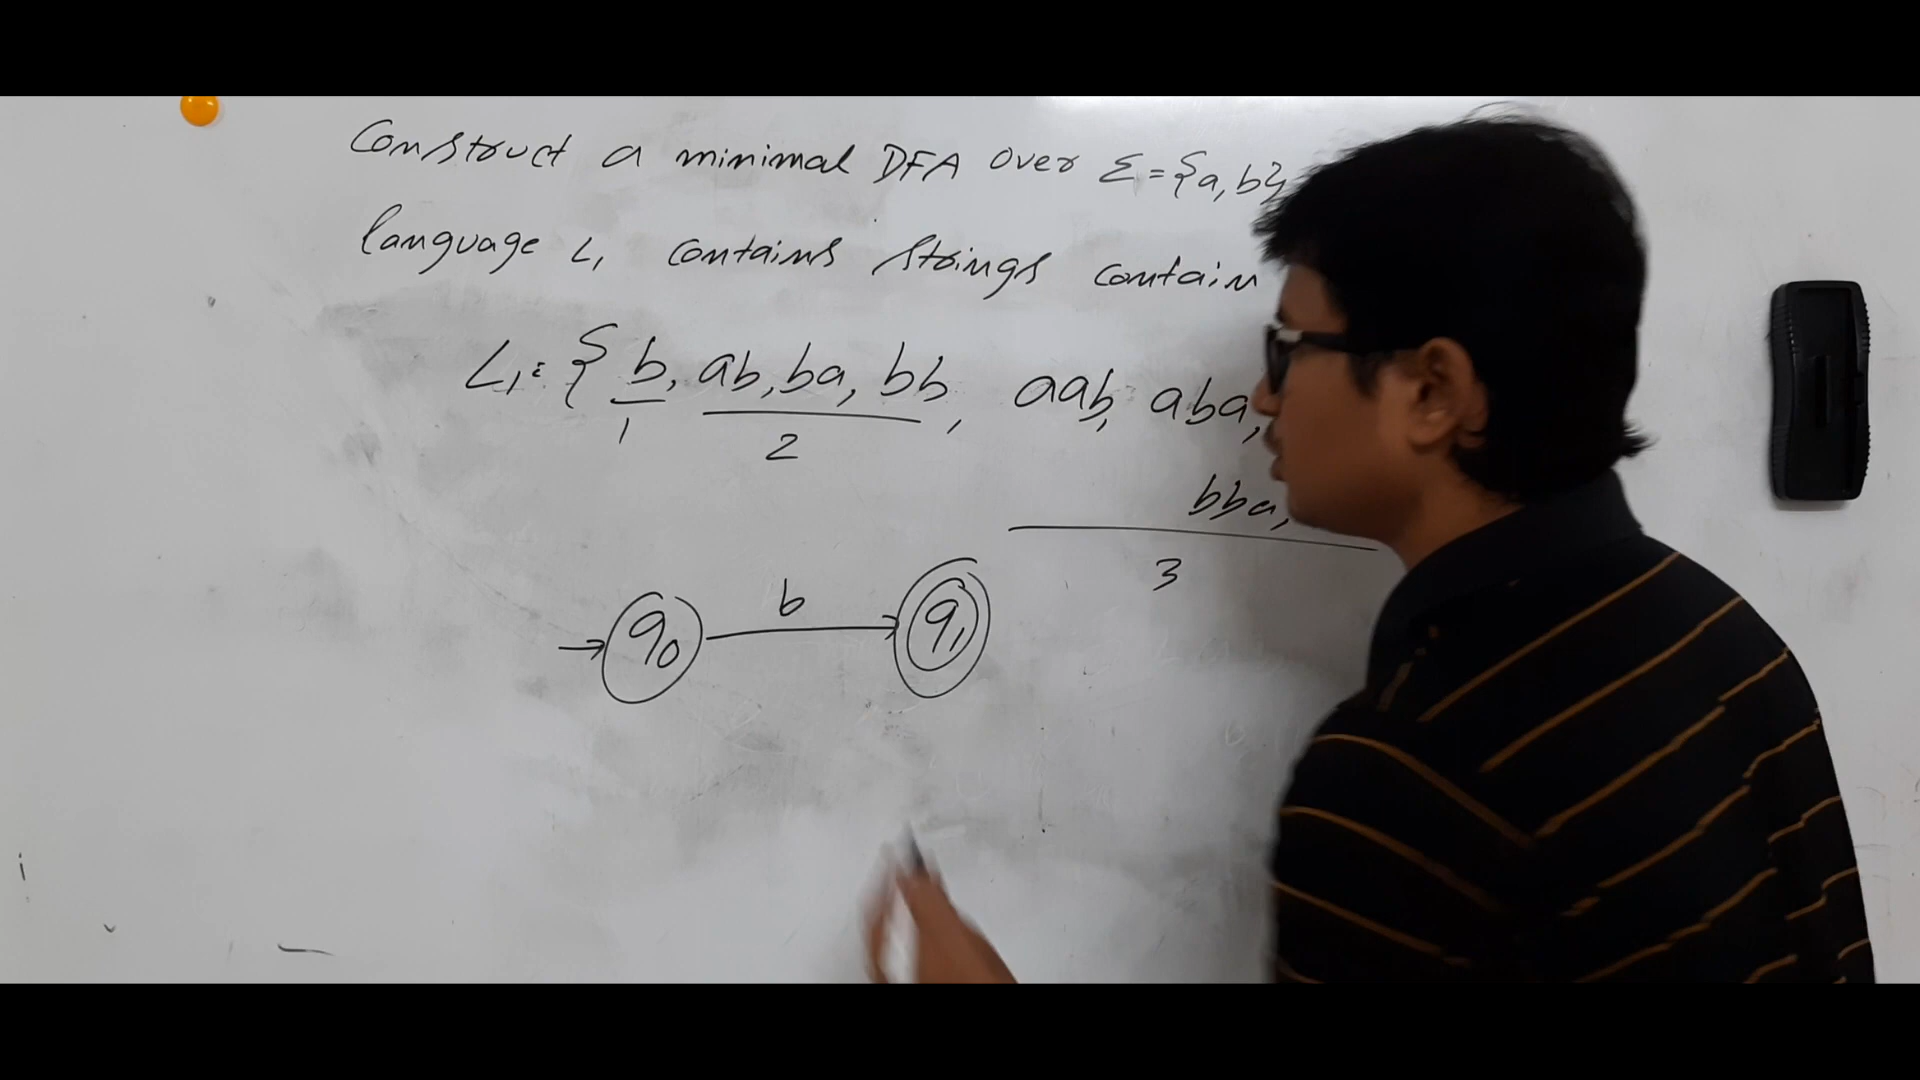 Construct a minimal DFA over Σ = {a, b}
language L₁ contains strings contain
L₁ = { b, ab, ba, bb, aab, aba,
1 2
bba,
3
b
q₀ q₁